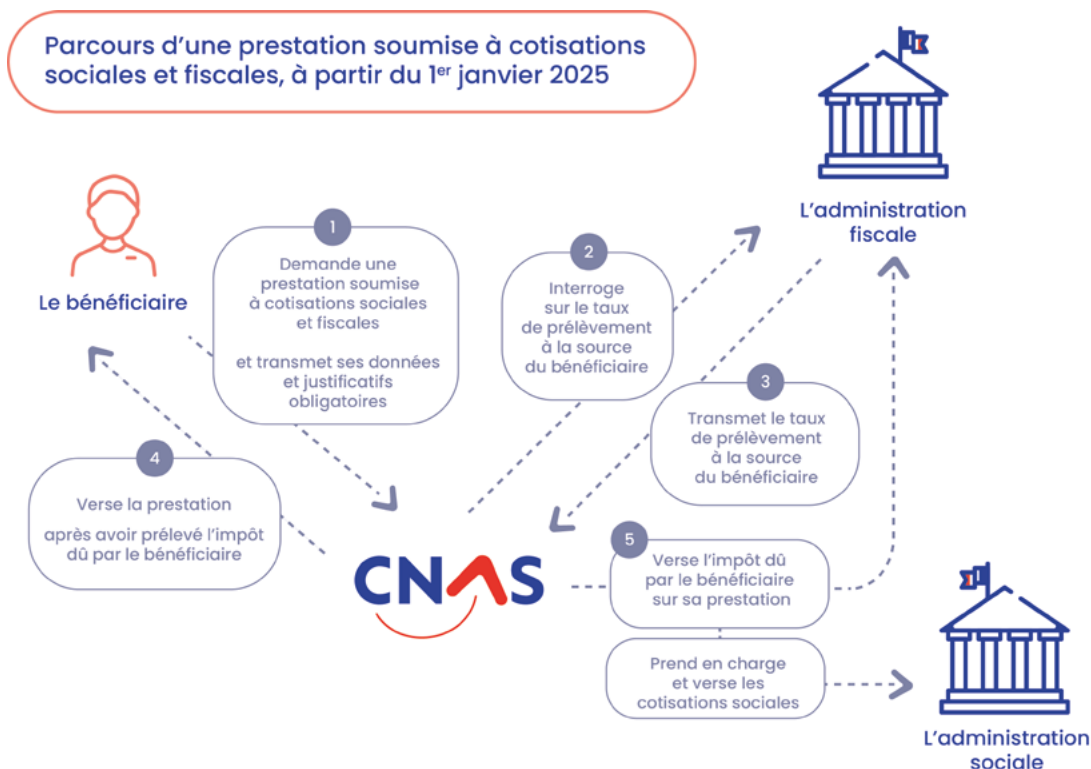 Parcours d'une prestation soumise à cotisations
sociales et fiscales, à partir du 1er janvier 2025
L'administration
fiscale
Le bénéficiaire
1
Demande une
prestation soumise
à cotisations sociales
et fiscales
et transmet ses données
et justificatifs
obligatoires
2
Interroge
sur le taux
de prélèvement
à la source
du bénéficiaire
3
Transmet le taux
de prélèvement
à la source
du bénéficiaire
4
Verse la prestation
après avoir prélevé l'impôt
dû par le bénéficiaire
CNAS
5
Verse l'impôt dû
par le bénéficiaire
sur sa prestation
Prend en charge
et verse les
cotisations sociales
L'administration
sociale